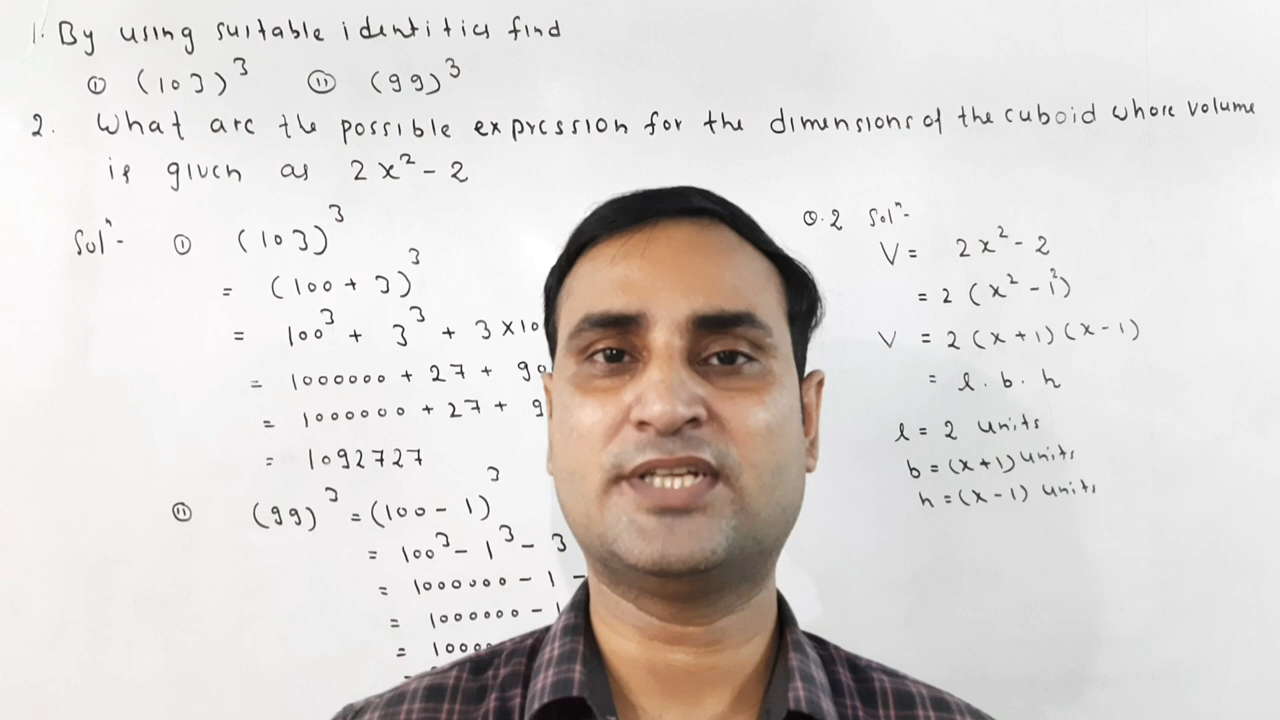 1. By using suitable identities find
(i) (103)³ (ii) (99)³
2. What are the possible expression for the dimensions of the cuboid whose volume
is given as 2x² - 2
Solⁿ- (i) (103)³
= (100 + 3)³
= 100³ + 3³ + 3 × 10
= 1000000 + 27 + 90
= 1000000 + 27 + 9
= 1092727
(ii) (99)³ = (100 - 1)³
= 100³ - 1³ - 3
= 1000000 - 1 -
= 1000000 - 1
= 1000
Q.2 Solⁿ-
V = 2x² - 2
= 2 (x² - 1²)
V = 2 (x + 1) (x - 1)
= l . b . h
l = 2 units
b = (x+1) units
h = (x - 1) units